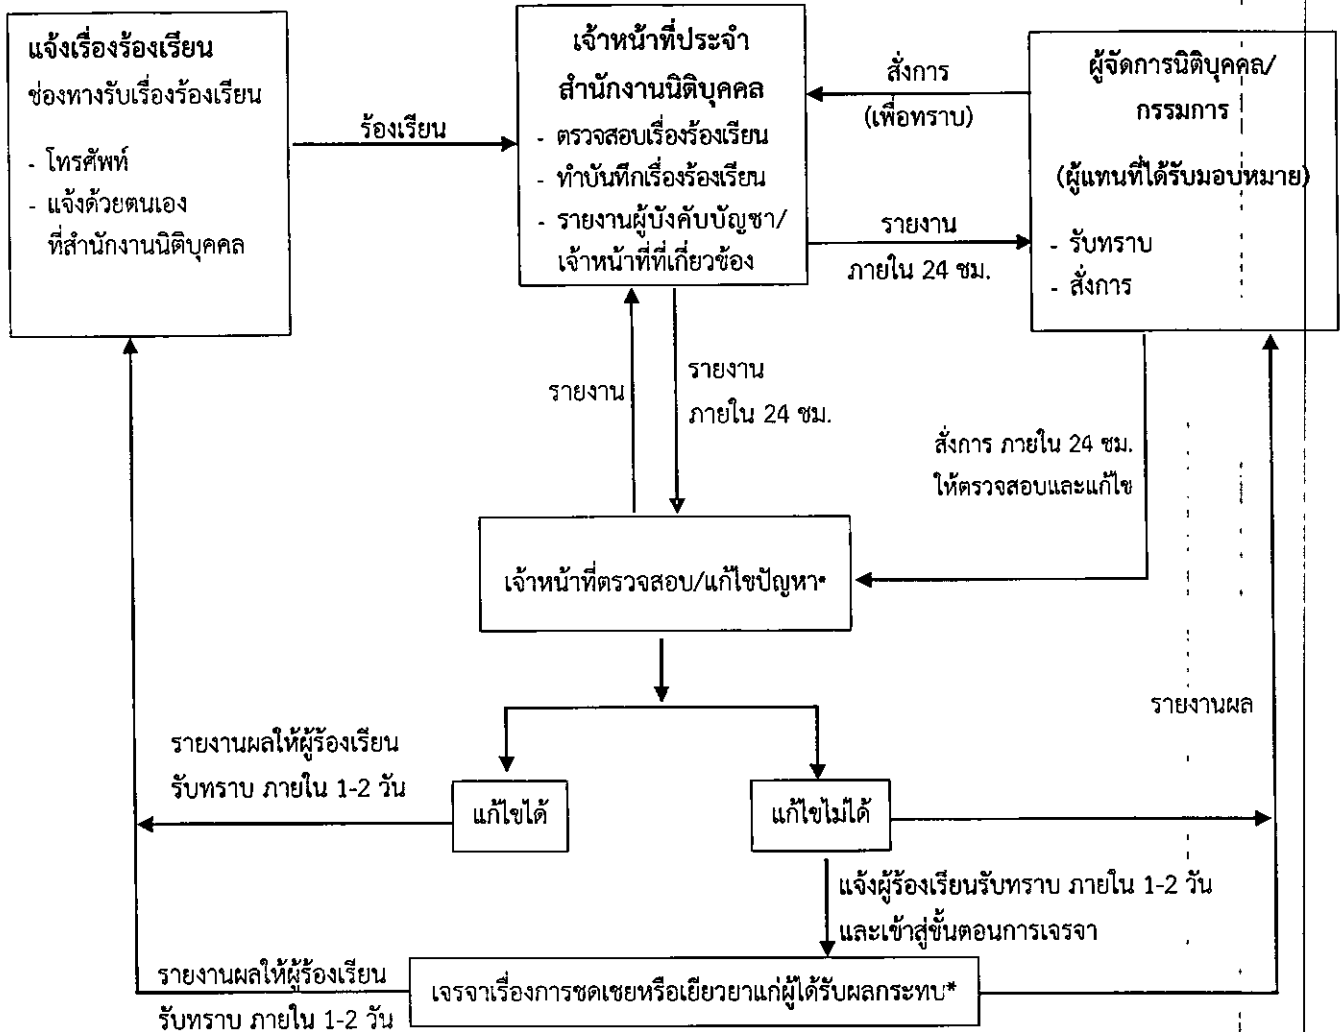 แจ้งเรื่องร้องเรียน
ช่องทางรับเรื่องร้องเรียน
- โทรศัพท์
- แจ้งด้วยตนเอง
ที่สำนักงานนิติบุคคล
ร้องเรียน
เจ้าหน้าที่ประจำ
สำนักงานนิติบุคคล
- ตรวจสอบเรื่องร้องเรียน
- ทำบันทึกเรื่องร้องเรียน
- รายงานผู้บังคับบัญชา/
เจ้าหน้าที่ที่เกี่ยวข้อง
สั่งการ
(เพื่อทราบ)
รายงาน
ภายใน 24 ชม.
ผู้จัดการนิติบุคคล/
กรรมการ
(ผู้แทนที่ได้รับมอบหมาย)
- รับทราบ
- สั่งการ
รายงาน
รายงาน
ภายใน 24 ชม.
สั่งการ ภายใน 24 ชม.
ให้ตรวจสอบและแก้ไข
เจ้าหน้าที่ตรวจสอบ/แก้ไขปัญหา*
รายงานผล
รายงานผลให้ผู้ร้องเรียน
รับทราบ ภายใน 1-2 วัน
แก้ไขได้
แก้ไขไม่ได้
แจ้งผู้ร้องเรียนรับทราบ ภายใน 1-2 วัน
และเข้าสู่ขั้นตอนการเจรจา
รายงานผลให้ผู้ร้องเรียน
รับทราบ ภายใน 1-2 วัน
เจรจาเรื่องการชดเชยหรือเยียวยาแก่ผู้ได้รับผลกระทบ*